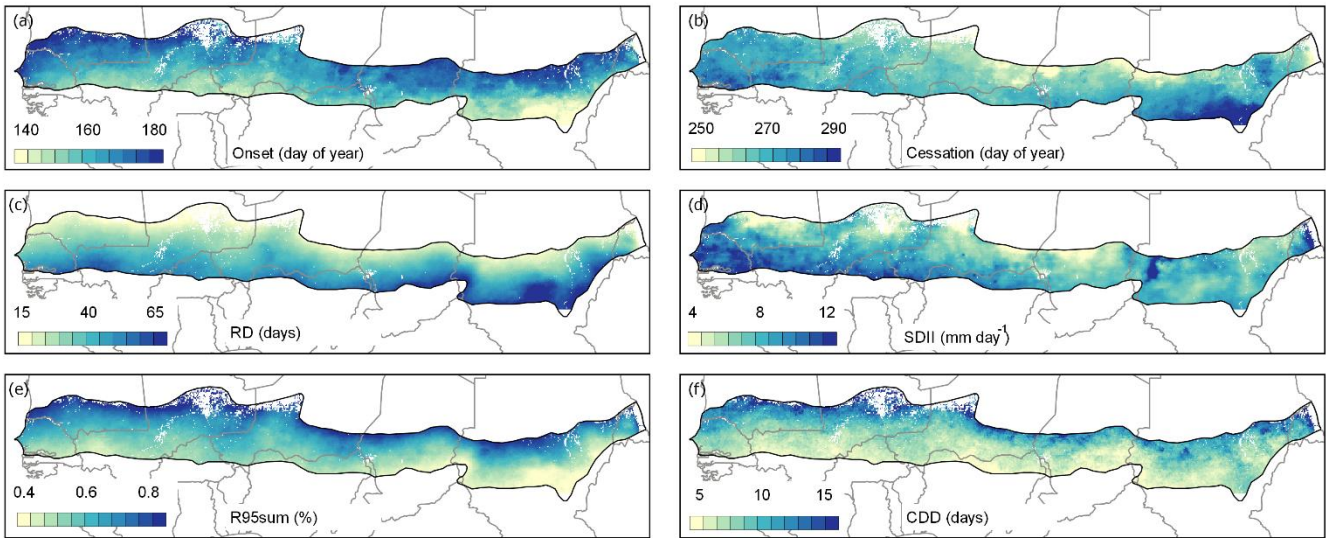 (a)
140 160 180
Onset (day of year)
(b)
250 270 290
Cessation (day of year)
(c)
15 40 65
RD (days)
(d)
4 8 12
SDII (mm day⁻¹)
(e)
0.4 0.6 0.8
R95sum (%)
(f)
5 10 15
CDD (days)